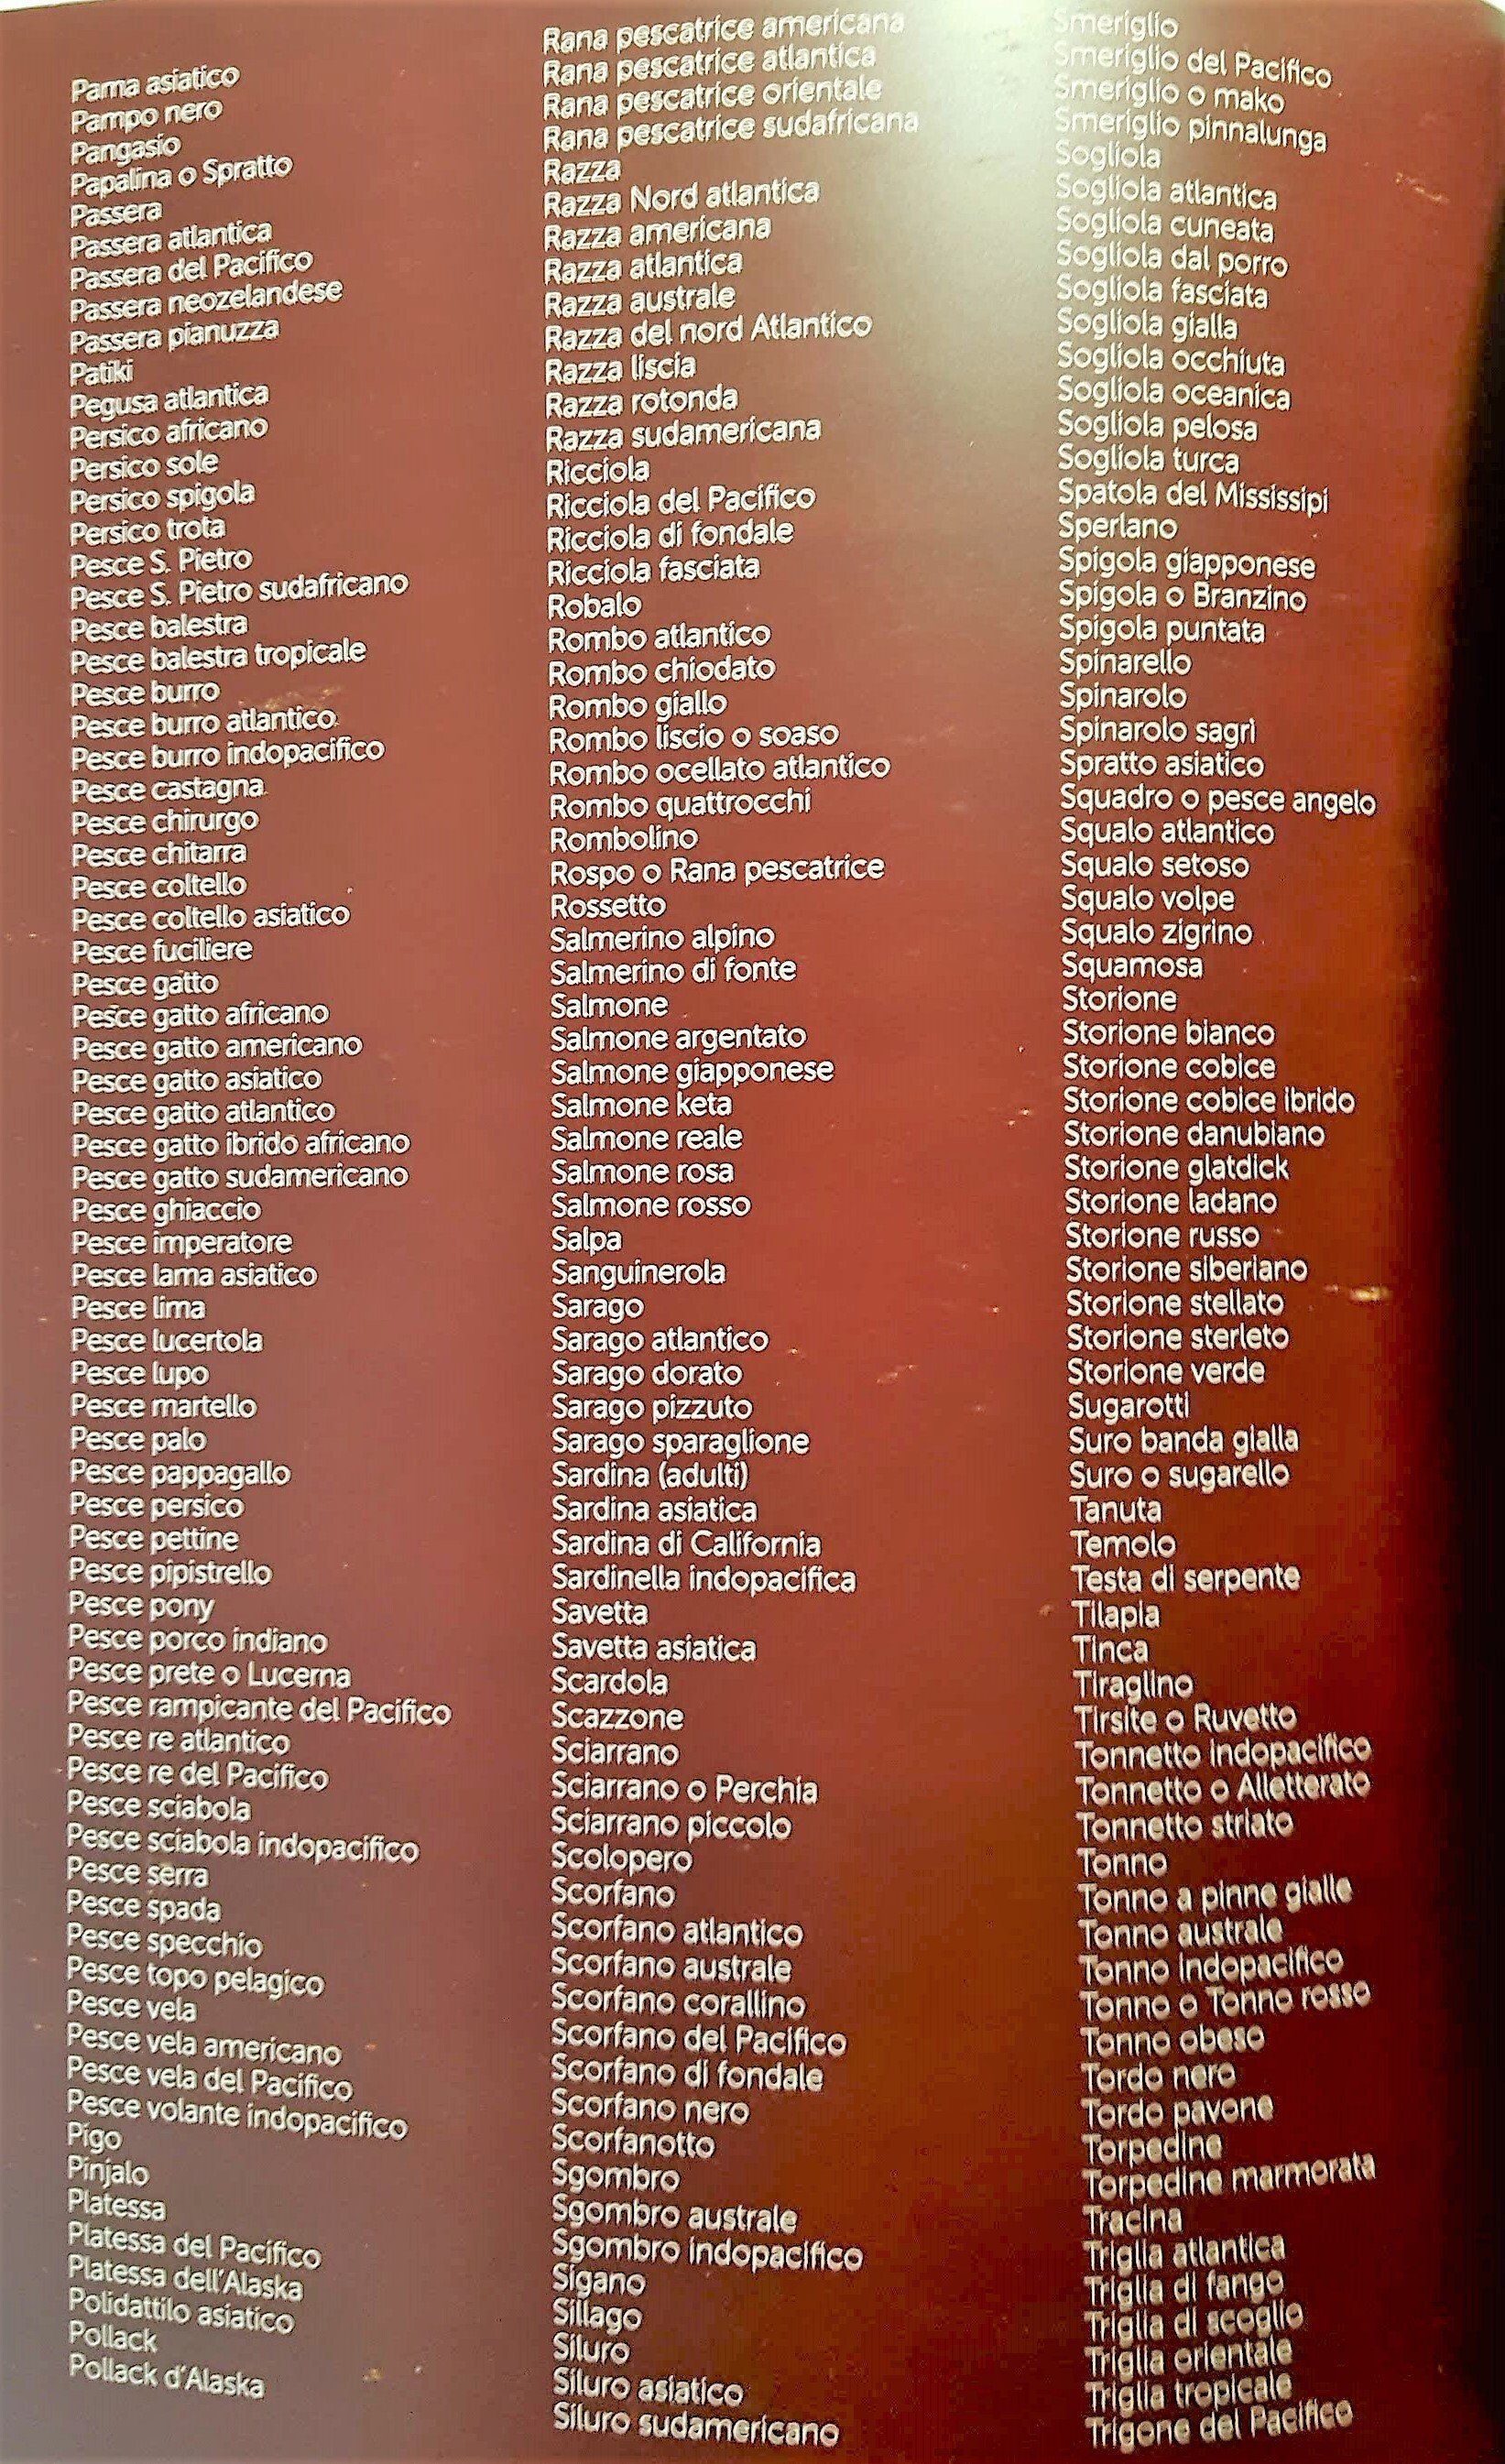 Pama asiatico
Pampo nero
Pangasio
Papalina o Spratto
Passera
Passera atlantica
Passera del Pacifico
Passera neozelandese
Passera pianuzza
Patiki
Pegusa atlantica
Persico africano
Persico sole
Persico spigola
Persico trota
Pesce S. Pietro
Pesce S. Pietro sudafricano
Pesce balestra
Pesce balestra tropicale
Pesce burro
Pesce burro atlantico
Pesce burro indopacifico
Pesce castagna
Pesce chirurgo
Pesce chitarra
Pesce coltello
Pesce coltello asiatico
Pesce fuciliere
Pesce gatto
Pesce gatto africano
Pesce gatto americano
Pesce gatto asiatico
Pesce gatto atlantico
Pesce gatto ibrido africano
Pesce gatto sudamericano
Pesce ghiaccio
Pesce imperatore
Pesce lama asiatico
Pesce lima
Pesce lucertola
Pesce lupo
Pesce martello
Pesce palo
Pesce pappagallo
Pesce persico
Pesce pettine
Pesce pipistrello
Pesce pony
Pesce porco indiano
Pesce prete o Lucerna
Pesce rampicante del Pacifico
Pesce re atlantico
Pesce re del Pacifico
Pesce sciabola
Pesce sciabola indopacifico
Pesce serra
Pesce spada
Pesce specchio
Pesce topo pelagico
Pesce vela
Pesce vela americano
Pesce vela del Pacifico
Pesce volante indopacifico
Pigo
Pinjalo
Platessa
Platessa del Pacifico
Platessa dell'Alaska
Polidattilo asiatico
Pollack
Pollack d'Alaska
Rana pescatrice americana
Rana pescatrice atlantica
Rana pescatrice orientale
Rana pescatrice sudafricana
Razza
Razza Nord atlantica
Razza americana
Razza atlantica
Razza australe
Razza del nord Atlantico
Razza liscia
Razza rotonda
Razza sudamericana
Ricciola
Ricciola del Pacifico
Ricciola di fondale
Ricciola fasciata
Robalo
Rombo atlantico
Rombo chiodato
Rombo giallo
Rombo liscio o soaso
Rombo ocellato atlantico
Rombo quattrocchi
Rombolino
Rospo o Rana pescatrice
Rossetto
Salmerino alpino
Salmerino di fonte
Salmone
Salmone argentato
Salmone giapponese
Salmone keta
Salmone reale
Salmone rosa
Salmone rosso
Salpa
Sanguinerola
Sarago
Sarago atlantico
Sarago dorato
Sarago pizzuto
Sarago sparaglione
Sardina (adulti)
Sardina asiatica
Sardina di California
Sardinella indopacifica
Savetta
Savetta asiatica
Scardola
Scazzone
Sciarrano
Sciarrano o Perchia
Sciarrano piccolo
Scolopero
Scorfano
Scorfano atlantico
Scorfano australe
Scorfano corallino
Scorfano del Pacifico
Scorfano di fondale
Scorfano nero
Scorfanotto
Sgombro
Sgombro australe
Sgombro indopacifico
Sigano
Sillago
Siluro
Siluro asiatico
Siluro sudamericano
Smeriglio
Smeriglio del Pacifico
Smeriglio o mako
Smeriglio pinnalunga
Sogliola
Sogliola atlantica
Sogliola cuneata
Sogliola dal porro
Sogliola fasciata
Sogliola gialla
Sogliola occhiuta
Sogliola oceanica
Sogliola pelosa
Sogliola turca
Spatola del Mississipi
Sperlano
Spigola giapponese
Spigola o Branzino
Spigola puntata
Spinarello
Spinarolo
Spinarolo sagrì
Spratto asiatico
Squadro o pesce angelo
Squalo atlantico
Squalo setoso
Squalo volpe
Squalo zigrino
Squamosa
Storione
Storione bianco
Storione cobice
Storione cobice ibrido
Storione danubiano
Storione glatdick
Storione ladano
Storione russo
Storione siberiano
Storione stellato
Storione sterleto
Storione verde
Sugarotti
Suro banda gialla
Suro o sugarello
Tanuta
Temolo
Testa di serpente
Tilapia
Tinca
Tiraglino
Tirsite o Ruvetto
Tonnetto indopacifico
Tonnetto o Alletterato
Tonnetto striato
Tonno
Tonno a pinne gialle
Tonno australe
Tonno indopacifico
Tonno o Tonno rosso
Tonno obeso
Tordo nero
Tordo pavone
Torpedine
Torpedine marmorata
Tracina
Triglia atlantica
Triglia di fango
Triglia di scoglio
Triglia orientale
Triglia tropicale
Trigone del Pacifico